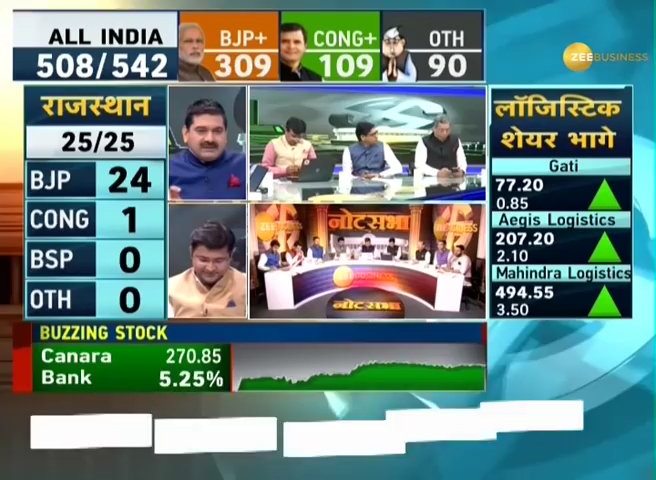 ALL INDIA
508/542
BJP+
309
CONG+
109
OTH
90
ZEEBUSINESS
राजस्थान
25/25
BJP 24
CONG 1
BSP 0
OTH 0
नोटसभा
ZEE BUSINESS
नोटसभा
लॉजिस्टिक
शेयर भागे
Gati
77.20
0.85
Aegis Logistics
207.20
2.10
Mahindra Logistics
494.55
3.50
BUZZING STOCK
Canara 270.85
Bank 5.25%